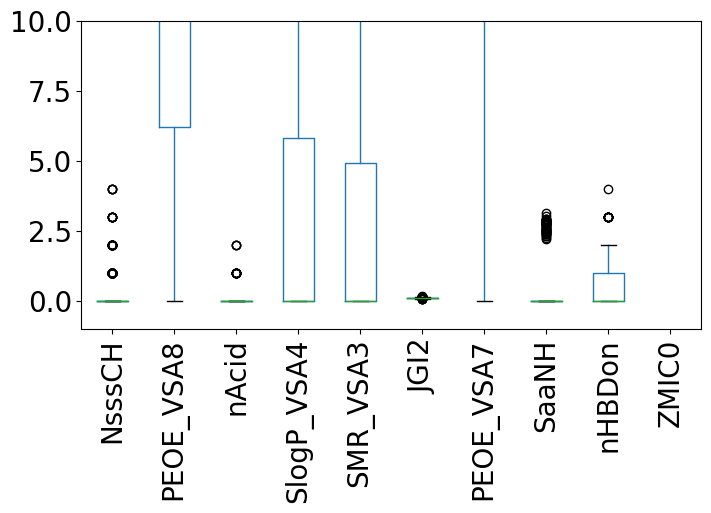 10.0
7.5
5.0
2.5
0.0
NsssCH
PEOE_VSA8
nAcid
SlogP_VSA4
SMR_VSA3
JGI2
PEOE_VSA7
SaaNH
nHBDon
ZMIC0